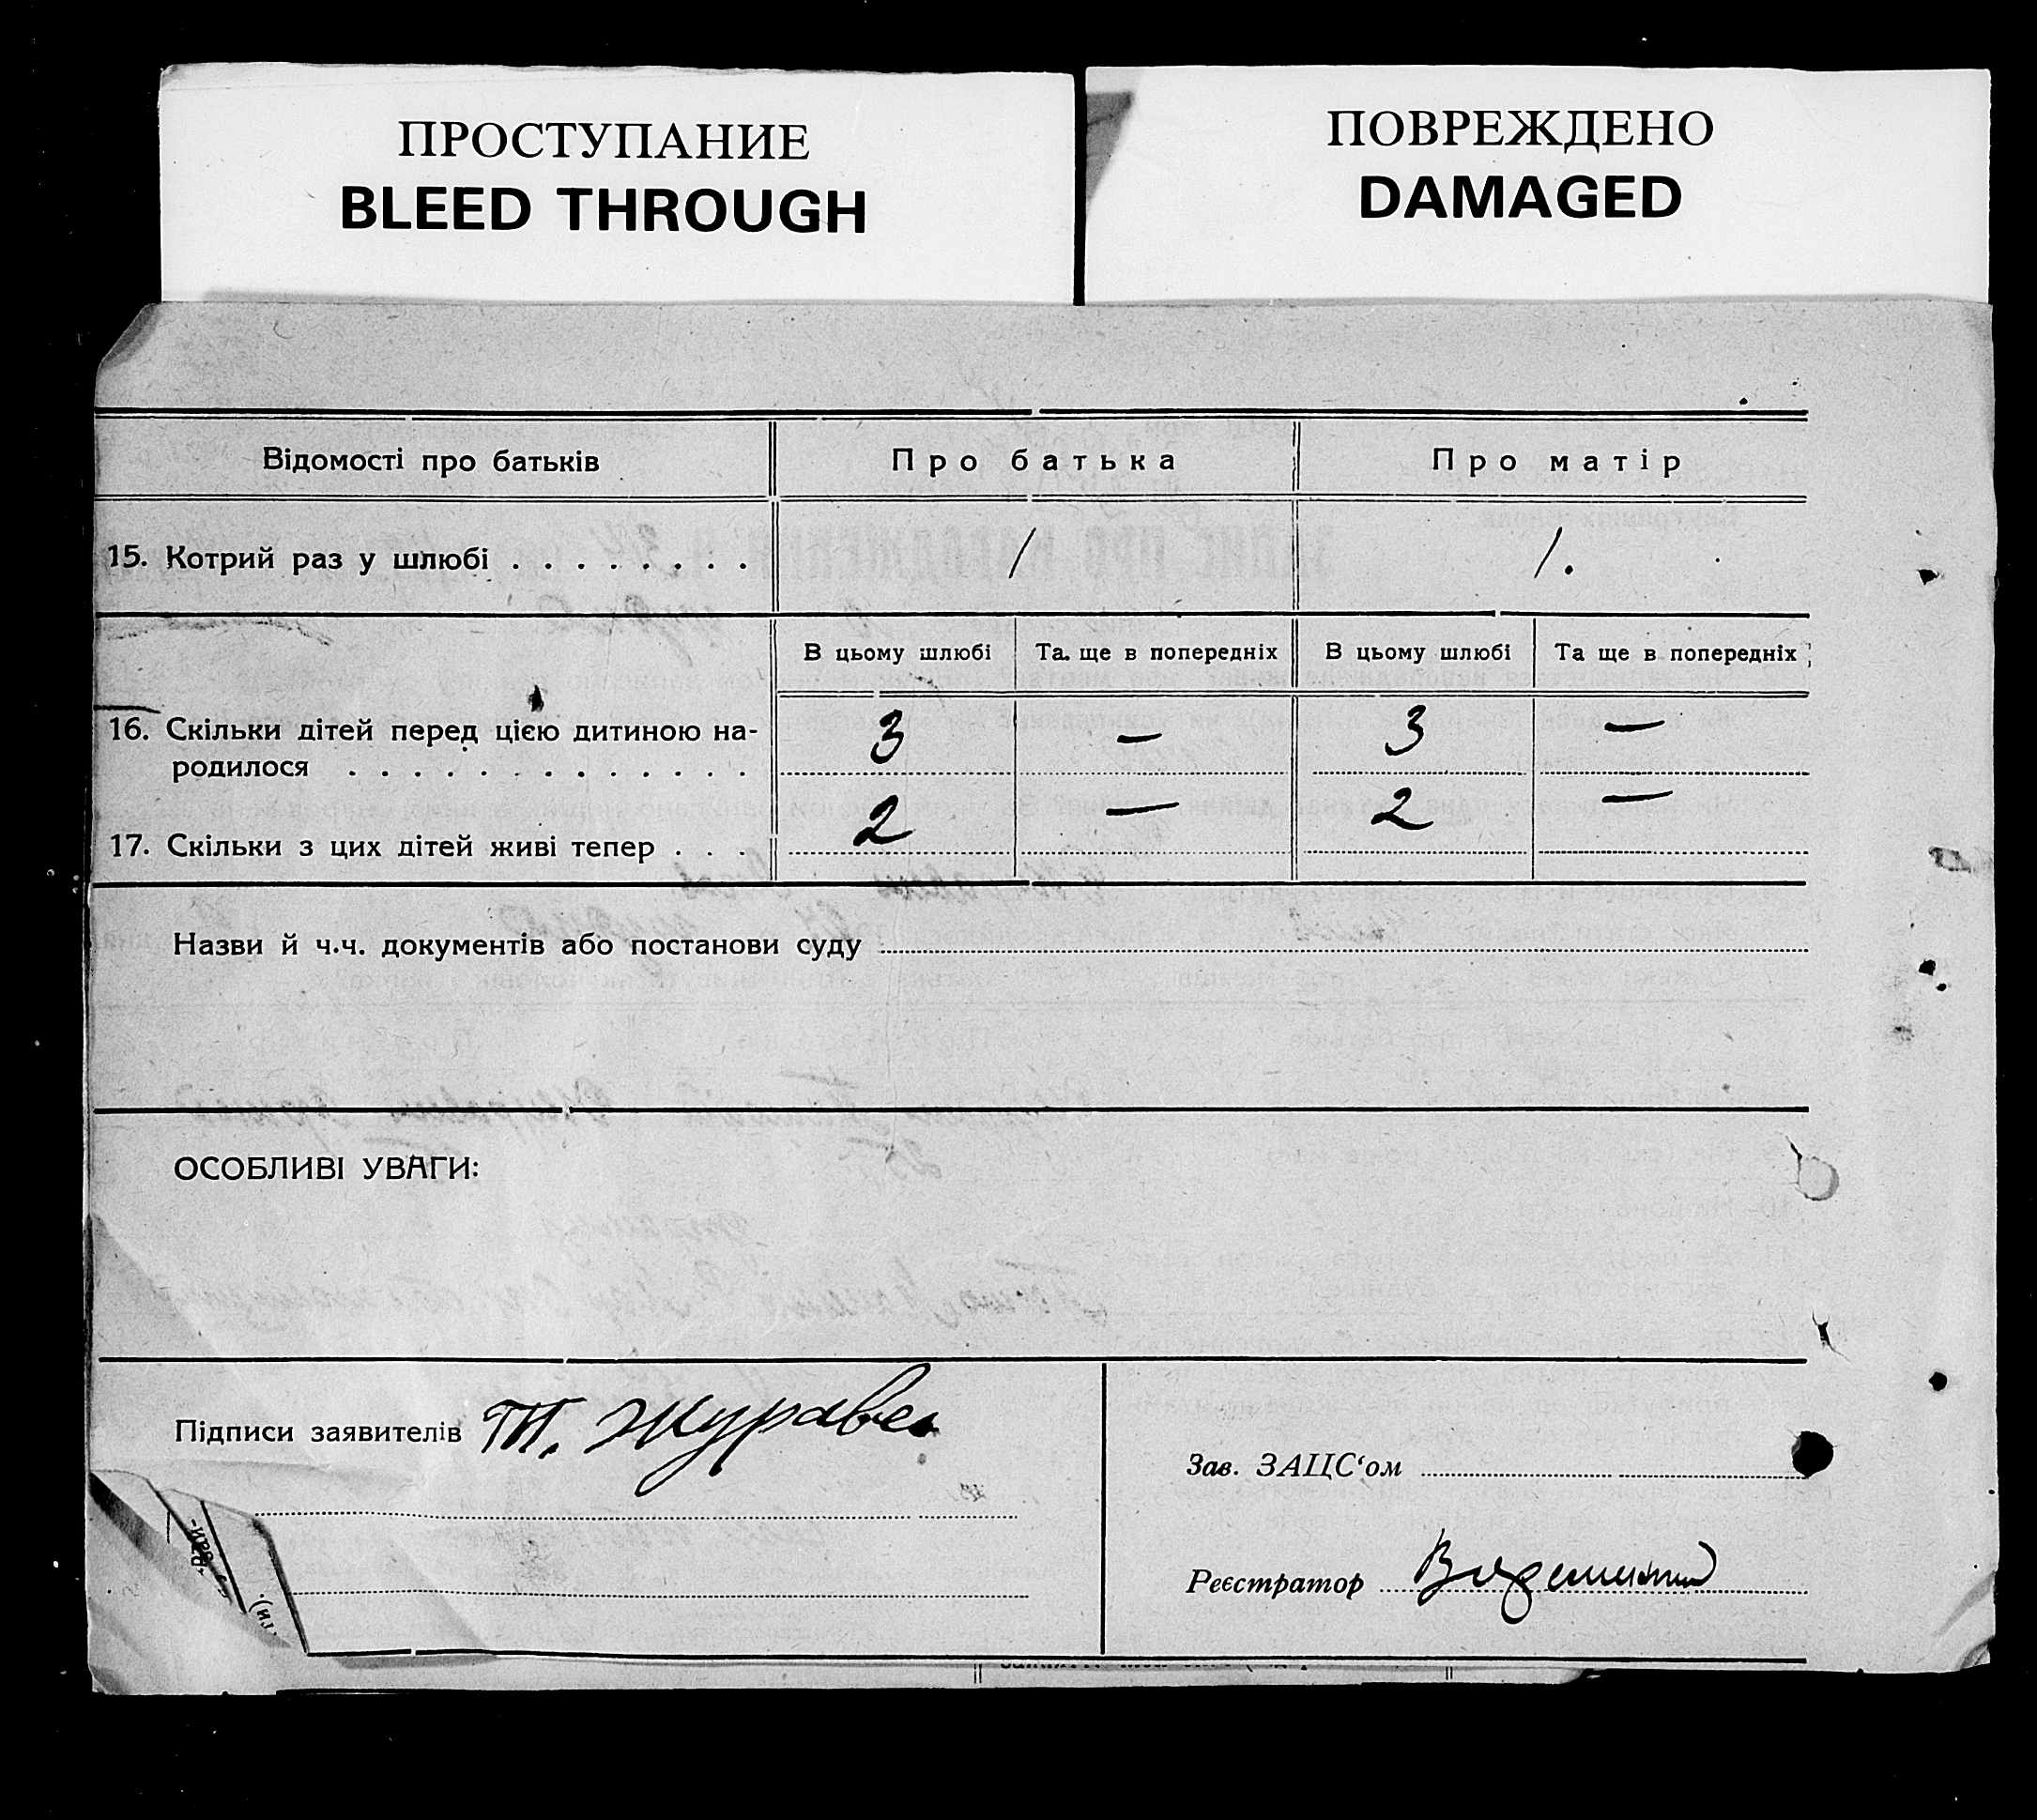 ПРОСТУПАНИЕ
BLEED THROUGH
ПОВРЕЖДЕНО
DAMAGED
Відомості про батьків Про батька Про матір
15. Котрий раз у шлюбі . . . . . . . . 1 1.
В цьому шлюбі Та ще в попередніх В цьому шлюбі Та ще в попередніх
16. Скільки дітей перед цією дитиною на- 3 — 3 —
родилося . . . . . . . . . . . . .
17. Скільки з цих дітей живі тепер . . . 2 — 2 —
Назви й ч.ч. документів або постанови суду
ОСОБЛИВІ УВАГИ:
Підписи заявителів Т. Журавел
Зав. ЗАЦС‘ом
Реєстратор